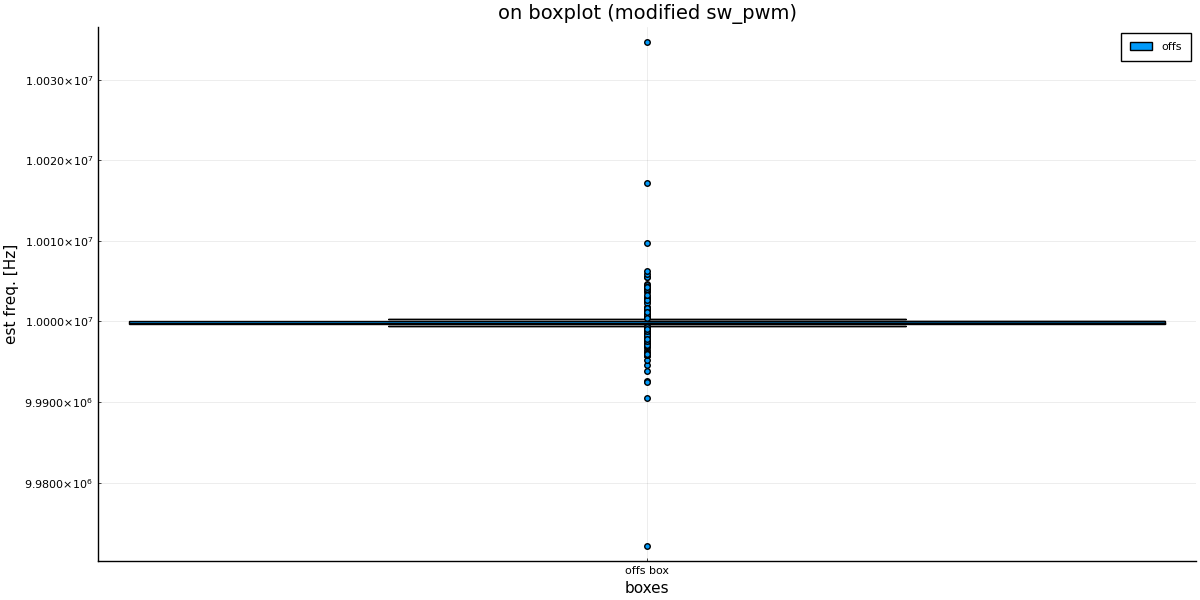 on boxplot (modified sw_pwm)
offs
1.0030×10⁷
1.0020×10⁷
1.0010×10⁷
1.0000×10⁷
9.9900×10⁶
9.9800×10⁶
est freq. [Hz]
offs box
boxes